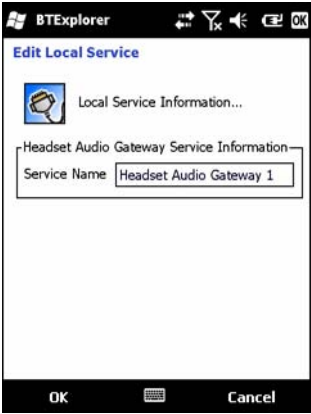 BTExplorer OK
Edit Local Service
Local Service Information...
Headset Audio Gateway Service Information
Service Name Headset Audio Gateway 1
OK Cancel